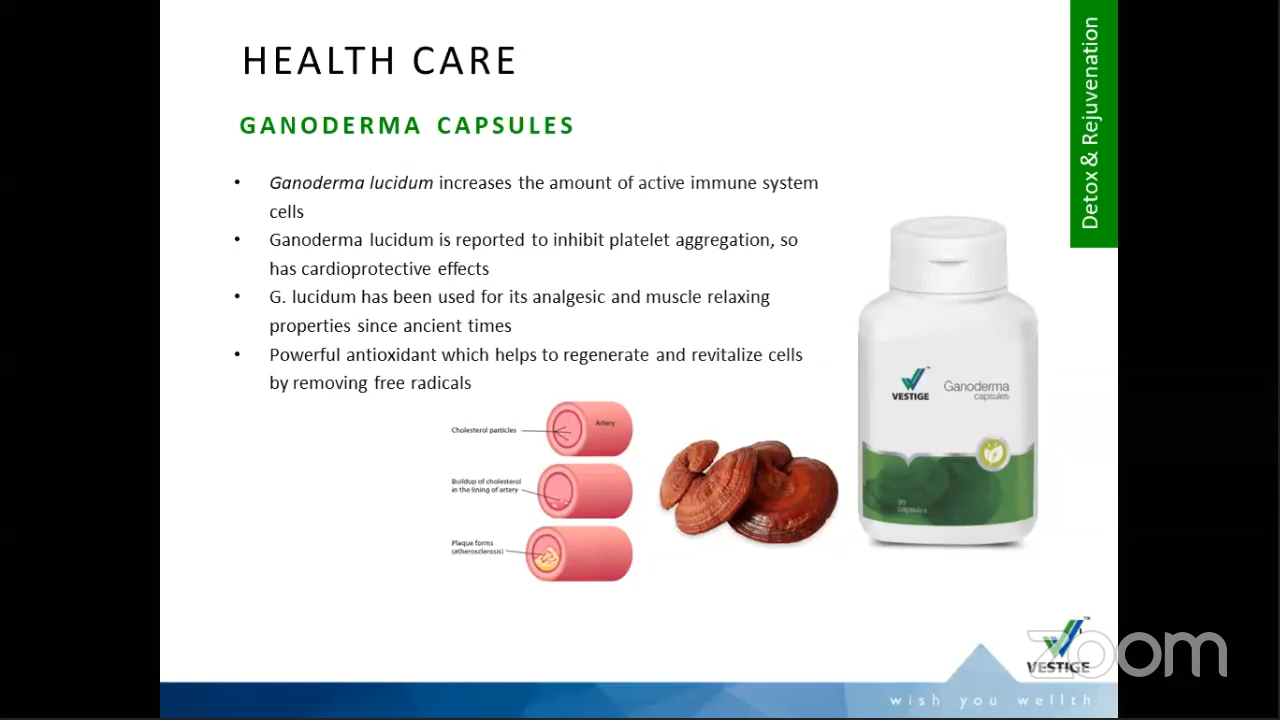 HEALTH CARE
Detox & Rejuvenation
GANODERMA CAPSULES
• Ganoderma lucidum increases the amount of active immune system
cells
• Ganoderma lucidum is reported to inhibit platelet aggregation, so
has cardioprotective effects
• G. lucidum has been used for its analgesic and muscle relaxing
properties since ancient times
• Powerful antioxidant which helps to regenerate and revitalize cells
by removing free radicals
Cholesterol particles
Artery
Buildup of cholesterol
in the lining of artery
Plaque forms
(atherosclerosis)
VESTIGE
Ganoderma
capsules
90
capsules
TM
VESTIGE
zoom
wish you wellth